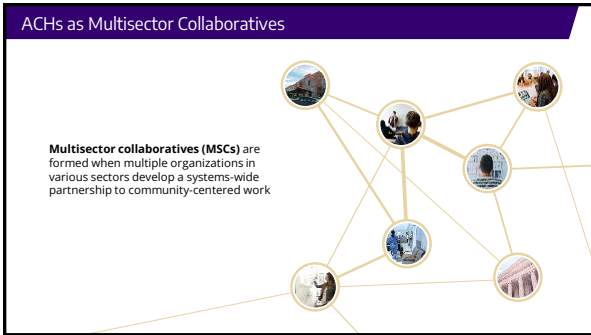 ACHs as Multisector Collaboratives
Multisector collaboratives (MSCs) are
formed when multiple organizations in
various sectors develop a systems-wide
partnership to community-centered work